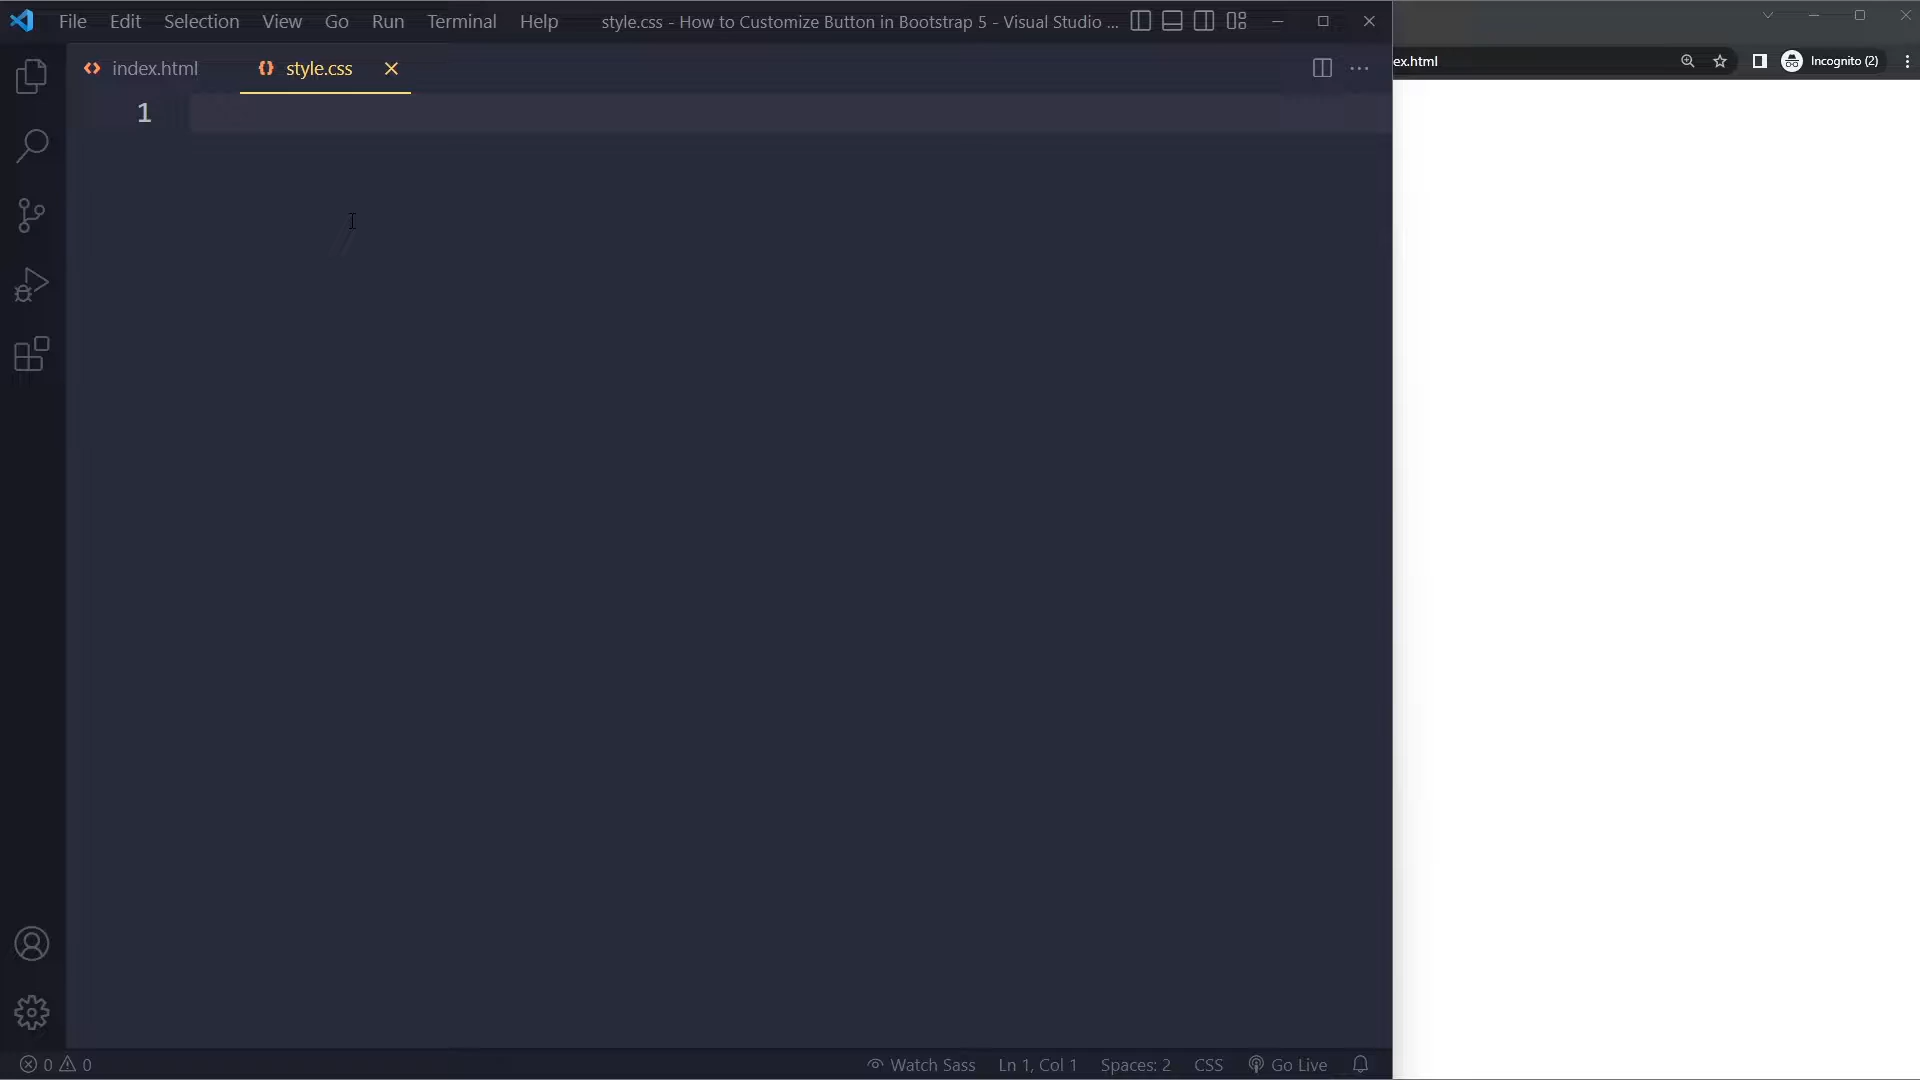 File Edit Selection View Go Run Terminal Help style.css - How to Customize Button in Bootstrap 5 - Visual Studio ...
ex.html Incognito (2)
index.html style.css
1
0 0 Watch Sass Ln 1, Col 1 Spaces: 2 CSS Go Live